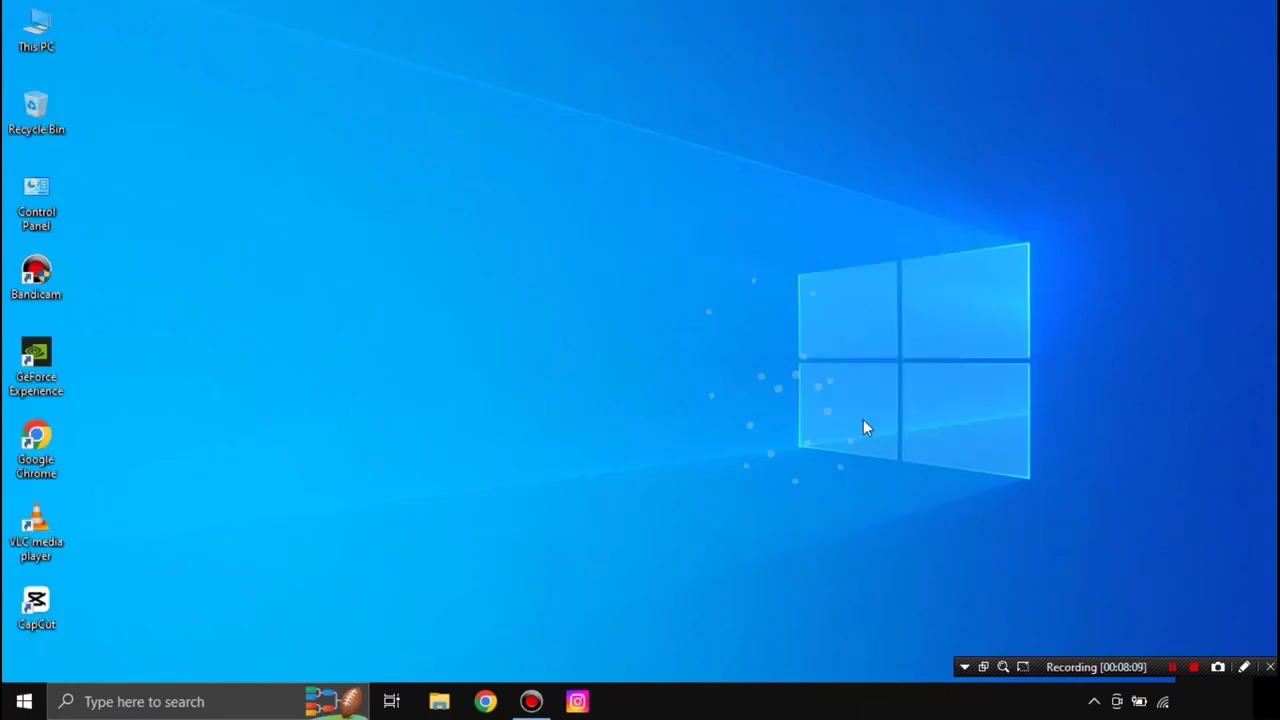 This PC
Recycle Bin
Control
Panel
Bandicam
GeForce
Experience
Google
Chrome
VLC media
player
CapCut
Recording [00:08:09]
Type here to search